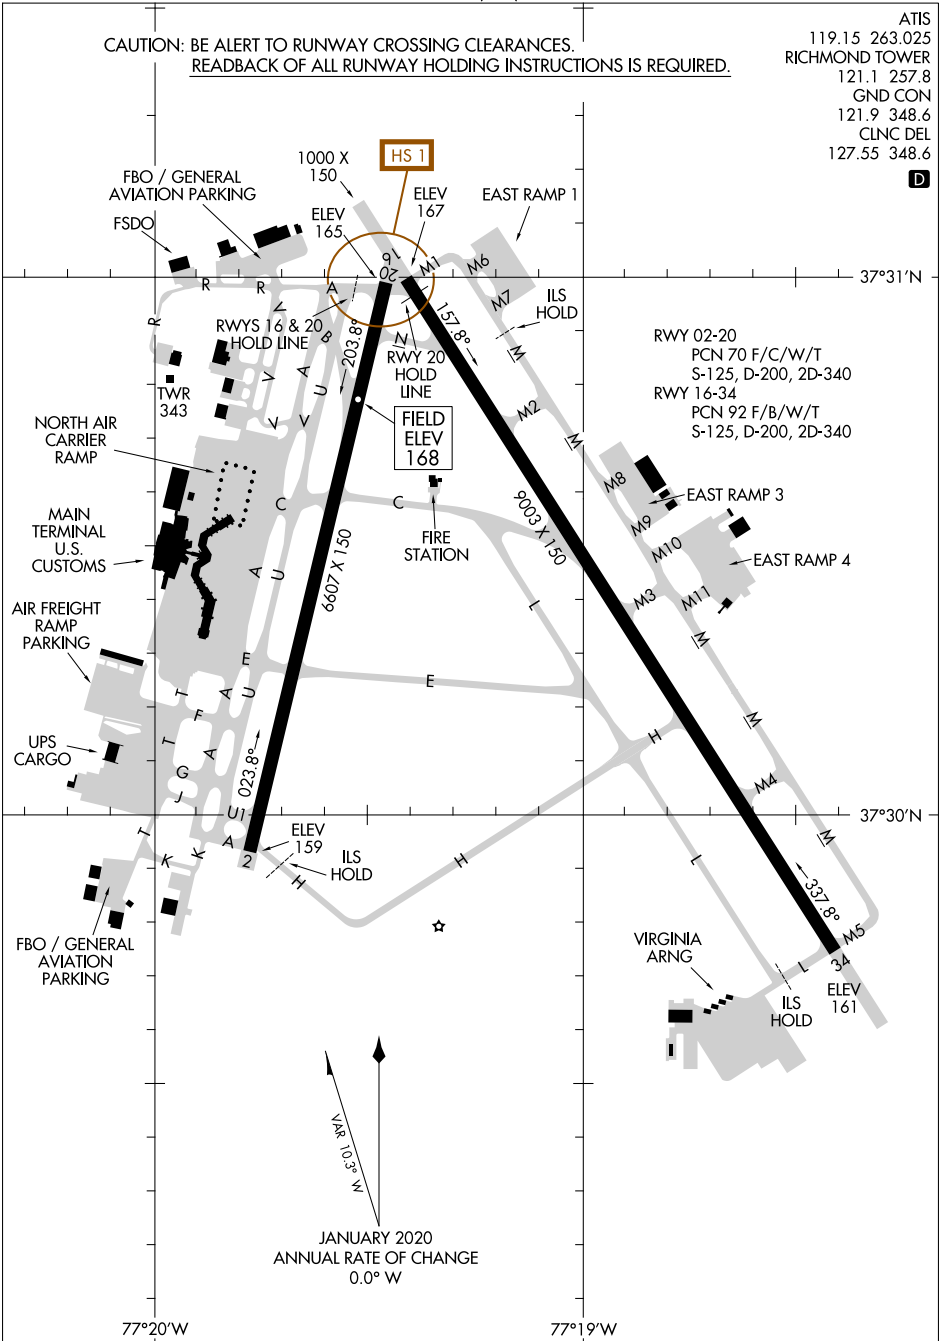 CAUTION: BE ALERT TO RUNWAY CROSSING CLEARANCES.
READBACK OF ALL RUNWAY HOLDING INSTRUCTIONS IS REQUIRED.
ATIS
119.15 263.025
RICHMOND TOWER
121.1 257.8
GND CON
121.9 348.6
CLNC DEL
127.55 348.6
D
HS 1
1000 X
150
FBO / GENERAL
AVIATION PARKING
FSDO
ELEV
165
ELEV
167
EAST RAMP 1
16
20
M1
M6
M7
37°31'N
R
R
R
A
V
B
RWYS 16 & 20
HOLD LINE
203.8°
N
RWY 20
HOLD
LINE
157.8°
ILS
HOLD
M
RWY 02-20
PCN 70 F/C/W/T
S-125, D-200, 2D-340
RWY 16-34
PCN 92 F/B/W/T
S-125, D-200, 2D-340
TWR
343
V
A
U
V
V
M2
M
NORTH AIR
CARRIER
RAMP
FIELD
ELEV
168
M8
EAST RAMP 3
C
C
M9
MAIN
TERMINAL
U.S.
CUSTOMS
FIRE
STATION
9003 X 150
M10
EAST RAMP 4
6607 X 150
A
U
L
M3
M11
AIR FREIGHT
RAMP
PARKING
M
E
E
T
A
U
F
T
A
M
H
UPS
CARGO
G
J
023.8°
M4
U1
37°30'N
T
A
K
K
2
ELEV
159
ILS
HOLD
H
H
L
M
337.8°
FBO / GENERAL
AVIATION
PARKING
VIRGINIA
ARNG
M5
L
34
ILS
HOLD
ELEV
161
VAR 10.3° W
JANUARY 2020
ANNUAL RATE OF CHANGE
0.0° W
77°20'W
77°19'W